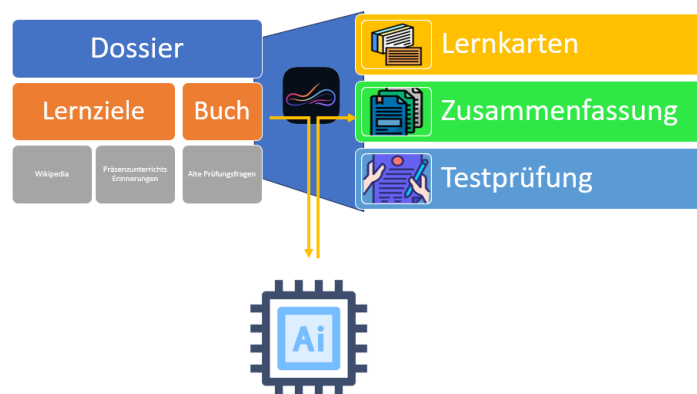 Dossier
Lernziele
Buch
Wikipedia
Präsenzunterrichts
Erinnerungen
Alte Prüfungsfragen
Lernkarten
Zusammenfassung
Testprüfung
Ai